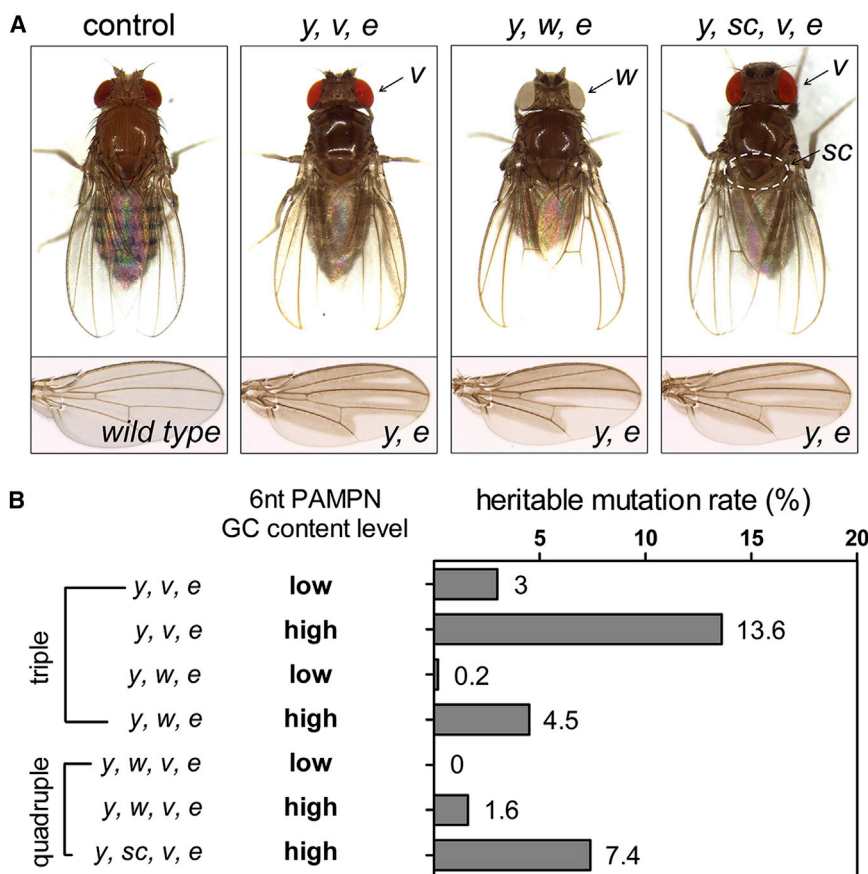 A
control
y, v, e
y, w, e
y, sc, v, e
v
w
v
sc
wild type
y, e
y, e
y, e
B
6nt PAMPN
GC content level
heritable mutation rate (%)
5 10 15 20
triple
y, v, e low 3
y, v, e high 13.6
y, w, e low 0.2
y, w, e high 4.5
quadruple
y, w, v, e low 0
y, w, v, e high 1.6
y, sc, v, e high 7.4